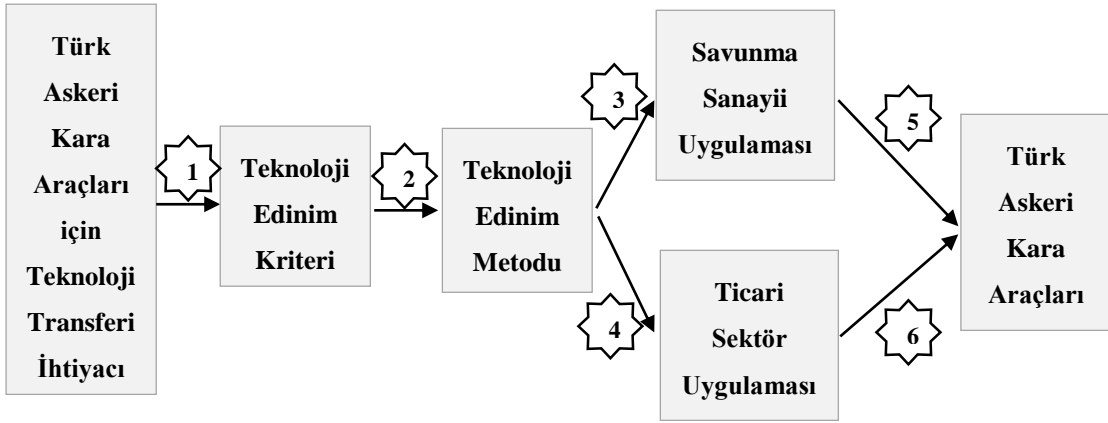 Türk
Askeri
Kara
Araçları
için
Teknoloji
Transferi
İhtiyacı
1
Teknoloji
Edinim
Kriteri
2
Teknoloji
Edinim
Metodu
3
Savunma
Sanayii
Uygulaması
4
Ticari
Sektör
Uygulaması
5
6
Türk
Askeri
Kara
Araçları